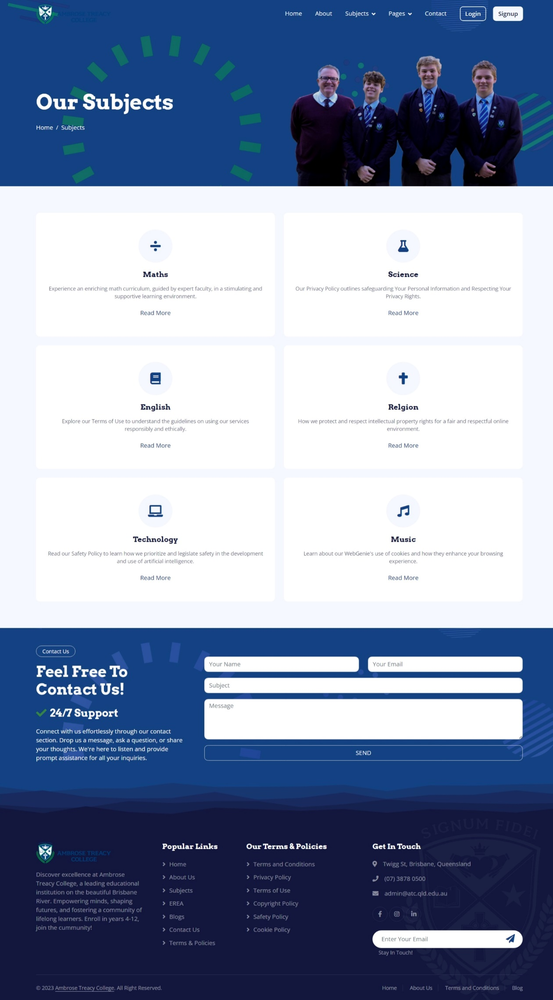 AMBROSE TREACY
COLLEGE
Home About Subjects Pages Contact Login Signup
Our Subjects
Home / Subjects
Maths
Experience an enriching math curriculum, guided by expert faculty, in a stimulating and
supportive learning environment.
Read More
Science
Our Privacy Policy outlines safeguarding Your Personal Information and Respecting Your
Privacy Rights.
Read More
English
Explore our Terms of Use to understand the guidelines on using our services
responsibly and ethically.
Read More
Relgion
How we protect and respect intellectual property rights for a fair and respectful online
environment.
Read More
Technology
Read our Safety Policy to learn how we prioritize and legislate safety in the development
and use of artificial intelligence.
Read More
Music
Learn about our WebGenie's use of cookies and how they enhance your browsing
experience.
Read More
Contact Us
Feel Free To
Contact Us!
24/7 Support
Connect with us effortlessly through our contact
section. Drop us a message, ask a question, or share
your thoughts. We're here to listen and provide
prompt assistance for all your inquiries.
Your Name
Your Email
Subject
Message
SEND
SIGNUM FIDEI
AMBROSE TREACY
COLLEGE
Discover excellence at Ambrose
Treacy College, a leading educational
institution on the beautiful Brisbane
River. Empowering minds, shaping
futures, and fostering a community of
lifelong learners. Enroll in years 4-12,
join the cummunity!
Popular Links
Home
About Us
Subjects
EREA
Blogs
Contact Us
Terms & Policies
Our Terms & Policies
Terms and Conditions
Privacy Policy
Terms of Use
Copyright Policy
Safety Policy
Cookie Policy
Get In Touch
Twigg St, Brisbane, Queensland
(07) 3878 0500
admin@atc.qld.edu.au
Enter Your Email
Stay In Touch!
© 2023 Ambrose Treacy College. All Right Reserved.
Home About Us Terms and Conditions Blog